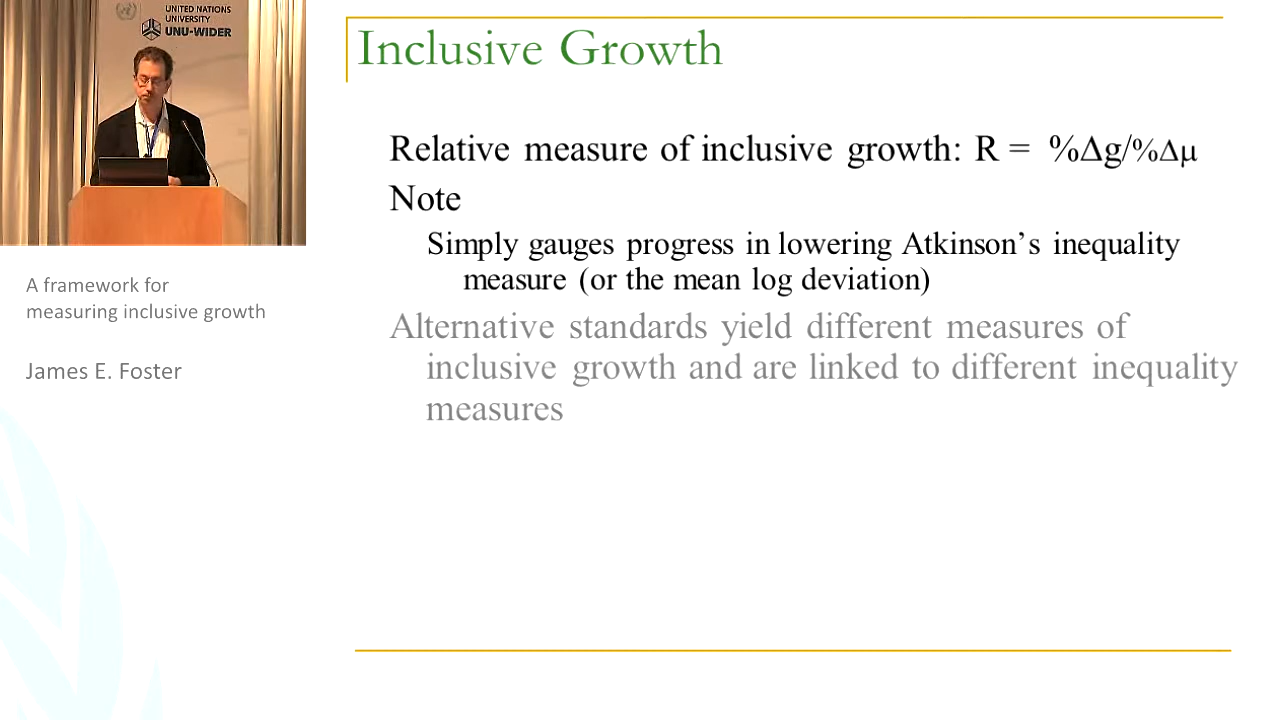 UNITED NATIONS
UNIVERSITY
UNU-WIDER
Inclusive Growth
Relative measure of inclusive growth: R = %Δg/%Δμ
Note
Simply gauges progress in lowering Atkinson’s inequality
measure (or the mean log deviation)
Alternative standards yield different measures of
inclusive growth and are linked to different inequality
measures
A framework for
measuring inclusive growth
James E. Foster